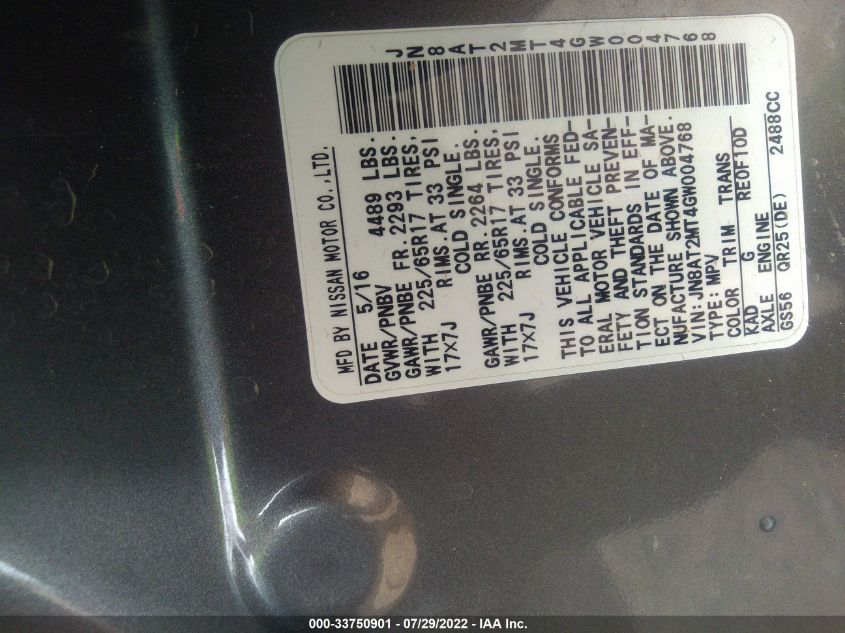 MFD BY NISSAN MOTOR CO.,LTD.
DATE 5/16
GVWR/PNBV 4489 LBS.
GAWR/PNBE FR. 2293 LBS.
WITH 225/65R17 TIRES,
17X7J RIMS.AT 33 PSI
COLD SINGLE.
GAWR/PNBE RR. 2264 LBS.
WITH 225/65R17 TIRES,
17X7J RIMS.AT 33 PSI
COLD SINGLE.
THIS VEHICLE CONFORMS
TO ALL APPLICABLE FED-
ERAL MOTOR VEHICLE SA-
FETY AND THEFT PREVEN-
TION STANDARDS IN EFF-
ECT ON THE DATE OF MA-
NUFACTURE SHOWN ABOVE.
VIN:JN8AT2MT4GW004768
TYPE:MPV
COLOR TRIM TRANS
KAD G RE0F10D
AXLE ENGINE
GS56 QR25(DE) 2488CC
JN8AT2MT4GW004768
000-33750901 - 07/29/2022 - IAA Inc.